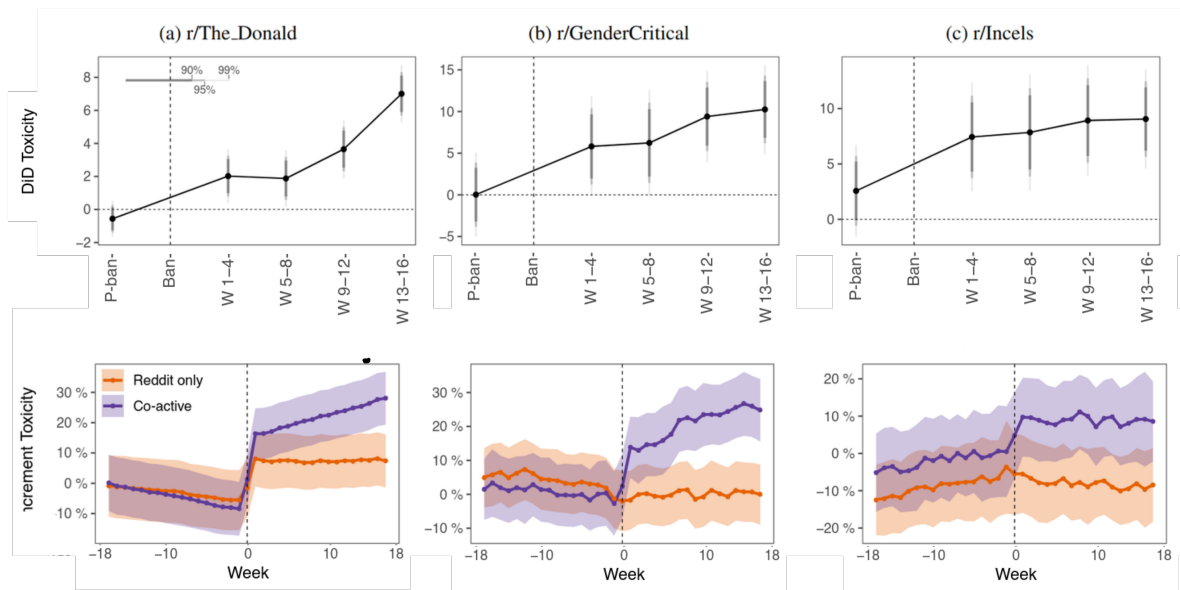 (a) r/The_Donald
(b) r/GenderCritical
(c) r/Incels
DiD Toxicity
8
6
4
2
0
−2
90%
99%
95%
15
10
5
0
−5
10
5
0
P-ban-
Ban-
W 1−4-
W 5−8-
W 9−12-
W 13−16-
P-ban-
Ban-
W 1−4-
W 5−8-
W 9−12-
W 13−16-
P-ban-
Ban-
W 1−4-
W 5−8-
W 9−12-
W 13−16-
crement Toxicity
30 %
20 %
10 %
0 %
-10 %
Reddit only
Co-active
30 %
20 %
10 %
0 %
−10 %
20 %
10 %
0 %
−10 %
−20 %
−18
−10
0
10
18
−18
−10
0
10
18
−18
−10
0
10
18
Week
Week
Week